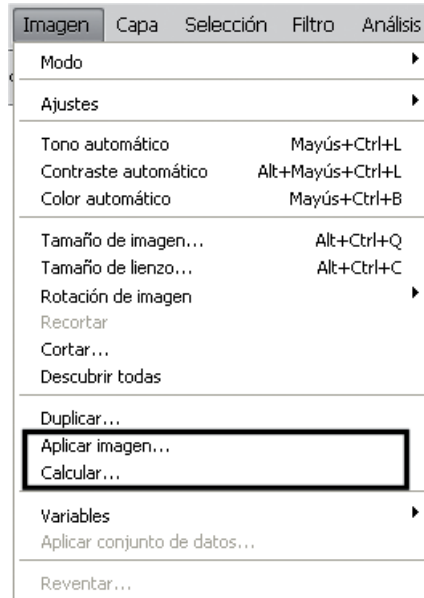 Imagen Capa Selección Filtro Análisis
Modo
Ajustes
Tono automático Mayús+Ctrl+L
Contraste automático Alt+Mayús+Ctrl+L
Color automático Mayús+Ctrl+B
Tamaño de imagen... Alt+Ctrl+Q
Tamaño de lienzo... Alt+Ctrl+C
Rotación de imagen
Recortar
Cortar...
Descubrir todas
Duplicar...
Aplicar imagen...
Calcular...
Variables
Aplicar conjunto de datos...
Reventar...